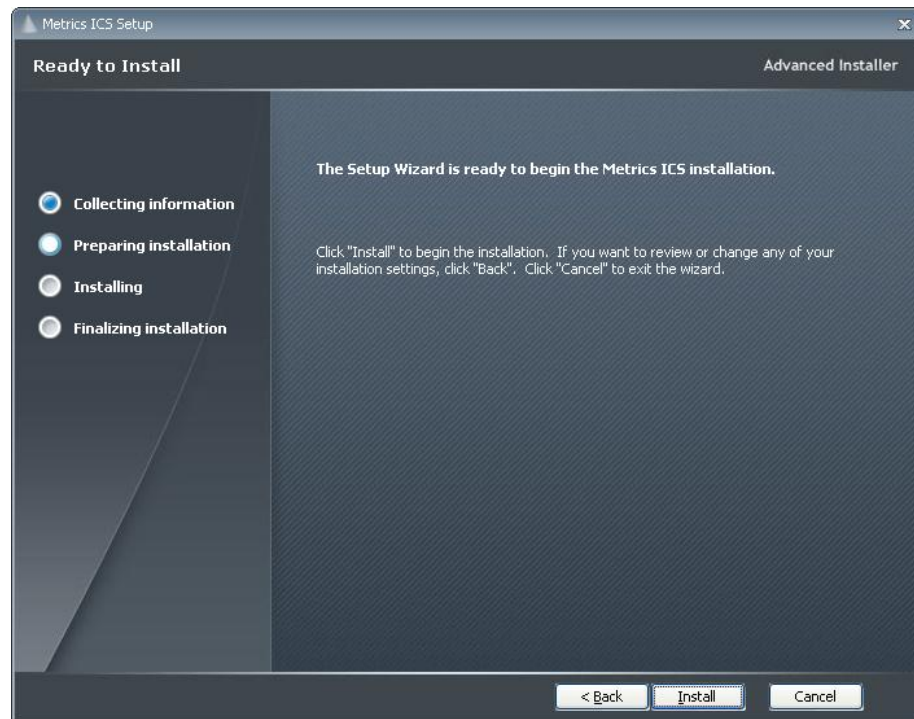 Metrics ICS Setup
Ready to Install
Advanced Installer
The Setup Wizard is ready to begin the Metrics ICS installation.
Collecting information
Preparing installation
Installing
Finalizing installation
Click "Install" to begin the installation.  If you want to review or change any of your
installation settings, click "Back".  Click "Cancel" to exit the wizard.
< Back
Install
Cancel